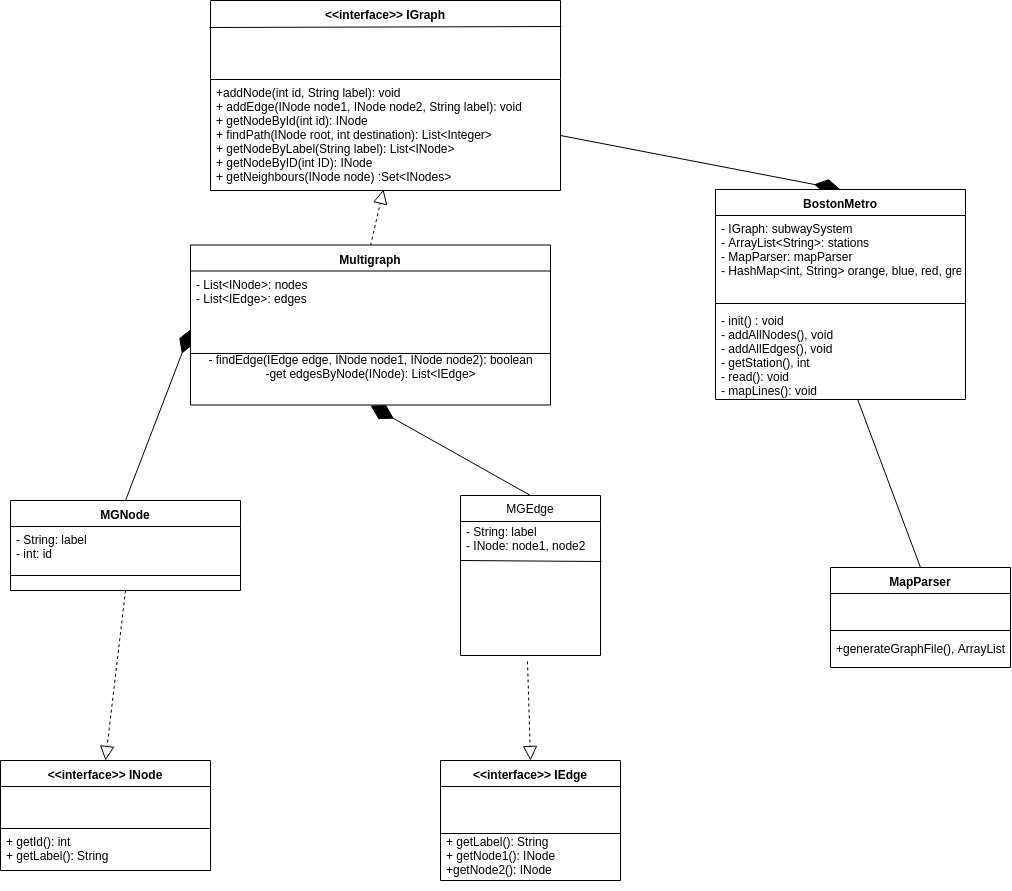 <<interface>> IGraph
+addNode(int id, String label): void
+ addEdge(INode node1, INode node2, String label): void
+ getNodeById(int id): INode
+ findPath(INode root, int destination): List<Integer>
+ getNodeByLabel(String label): List<INode>
+ getNodeByID(int ID): INode
+ getNeighbours(INode node) :Set<INodes>
BostonMetro
- IGraph: subwaySystem
- ArrayList<String>: stations
- MapParser: mapParser
- HashMap<int, String> orange, blue, red, gre
- init() : void
- addAllNodes(), void
- addAllEdges(), void
- getStation(), int
- read(): void
- mapLines(): void
Multigraph
- List<INode>: nodes
- List<IEdge>: edges
- findEdge(IEdge edge, INode node1, INode node2): boolean
-get edgesByNode(INode): List<IEdge>
MGNode
- String: label
- int: id
MGEdge
- String: label
- INode: node1, node2
MapParser
+generateGraphFile(), ArrayList
<<interface>> INode
+ getId(): int
+ getLabel(): String
<<interface>> IEdge
+ getLabel(): String
+ getNode1(): INode
+getNode2(): INode